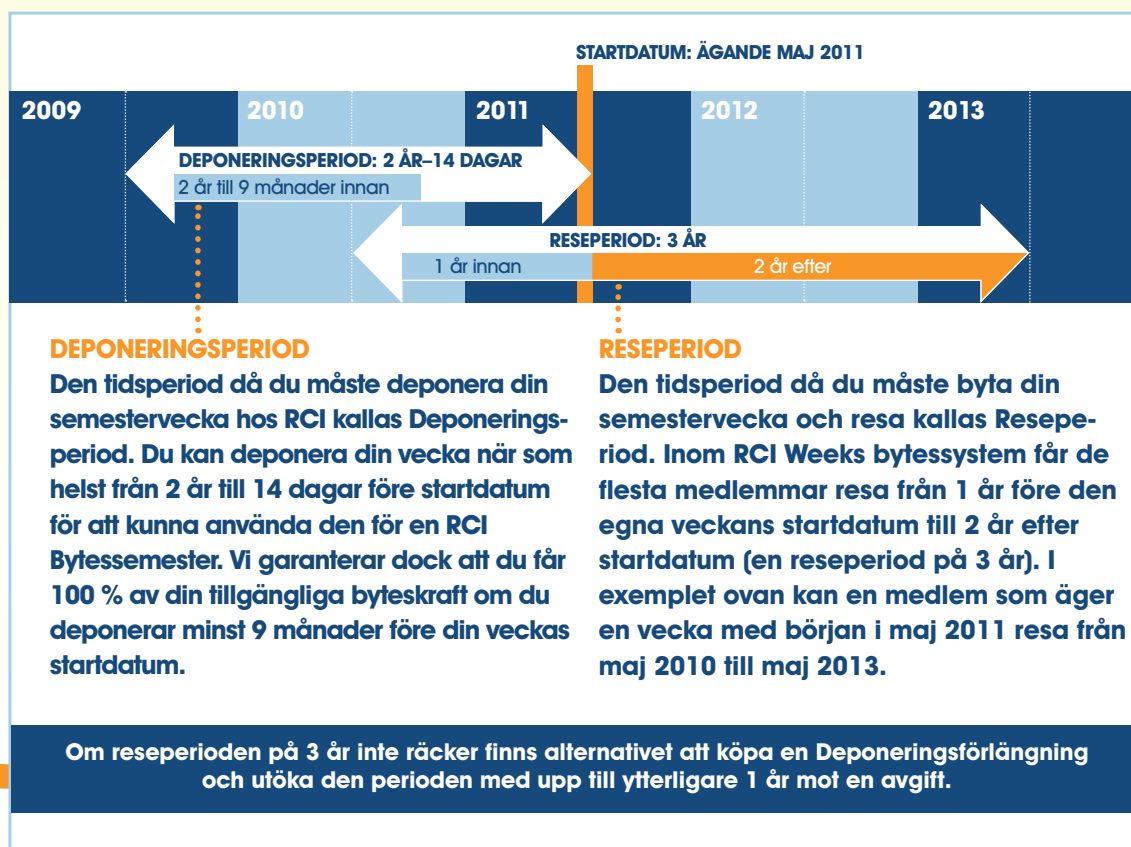 STARTDATUM: ÄGANDE MAJ 2011
2009 2010 2011 2012 2013
DEPONERINGSPERIOD: 2 ÅR–14 DAGAR
2 år till 9 månader innan
RESEPERIOD: 3 ÅR
1 år innan 2 år efter
DEPONERINGSPERIOD
Den tidsperiod då du måste deponera din
semestervecka hos RCI kallas Deponerings-
period. Du kan deponera din vecka när som
helst från 2 år till 14 dagar före startdatum
för att kunna använda den för en RCI
Bytessemester. Vi garanterar dock att du får
100 % av din tillgängliga byteskraft om du
deponerar minst 9 månader före din veckas
startdatum.
RESEPERIOD
Den tidsperiod då du måste byta din
semestervecka och resa kallas Resepe-
riod. Inom RCI Weeks bytessystem får de
flesta medlemmar resa från 1 år före den
egna veckans startdatum till 2 år efter
startdatum (en reseperiod på 3 år). I
exemplet ovan kan en medlem som äger
en vecka med början i maj 2011 resa från
maj 2010 till maj 2013.
Om reseperioden på 3 år inte räcker finns alternativet att köpa en Deponeringsförlängning
och utöka den perioden med upp till ytterligare 1 år mot en avgift.